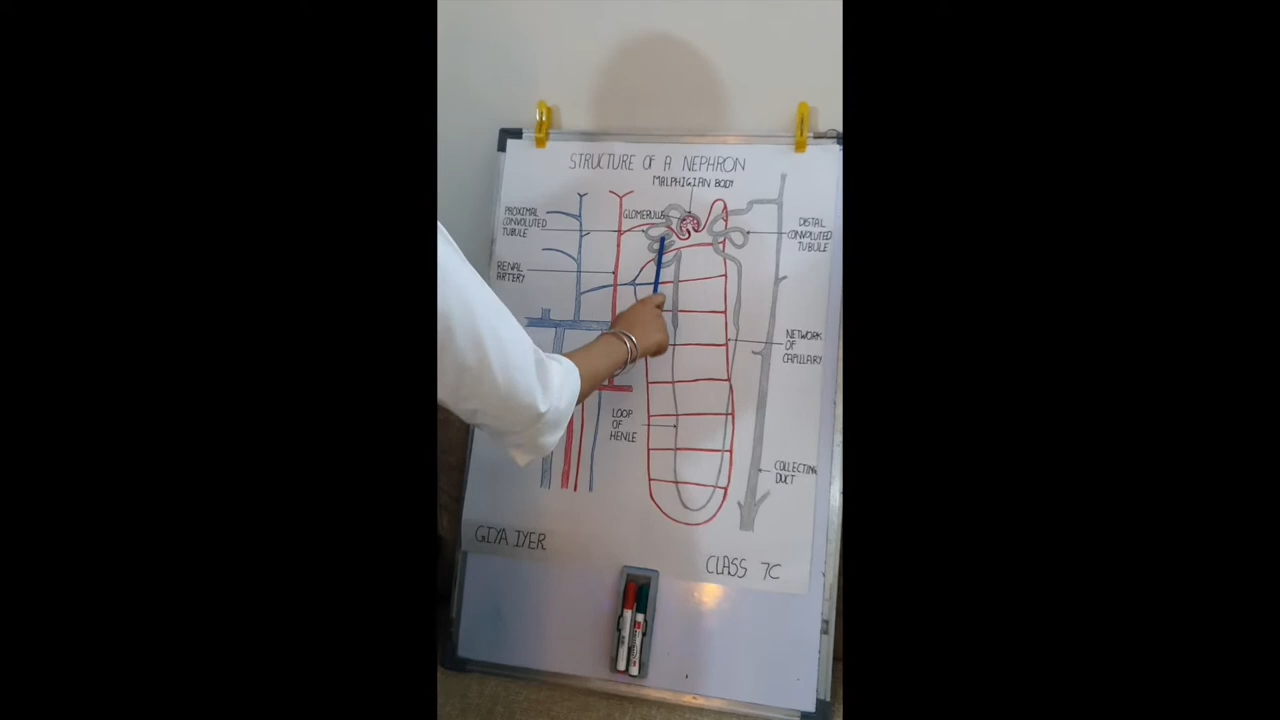 STRUCTURE OF A NEPHRON
MALPHIGIAN BODY
PROXIMAL
CONVOLUTED
TUBULE
GLOMERULUS
DISTAL
CONVOLUTED
TUBULE
RENAL
ARTERY
NETWORK
OF
CAPILLARY
LOOP
OF
HENLE
COLLECTING
DUCT
GIYA IYER
CLASS 7C